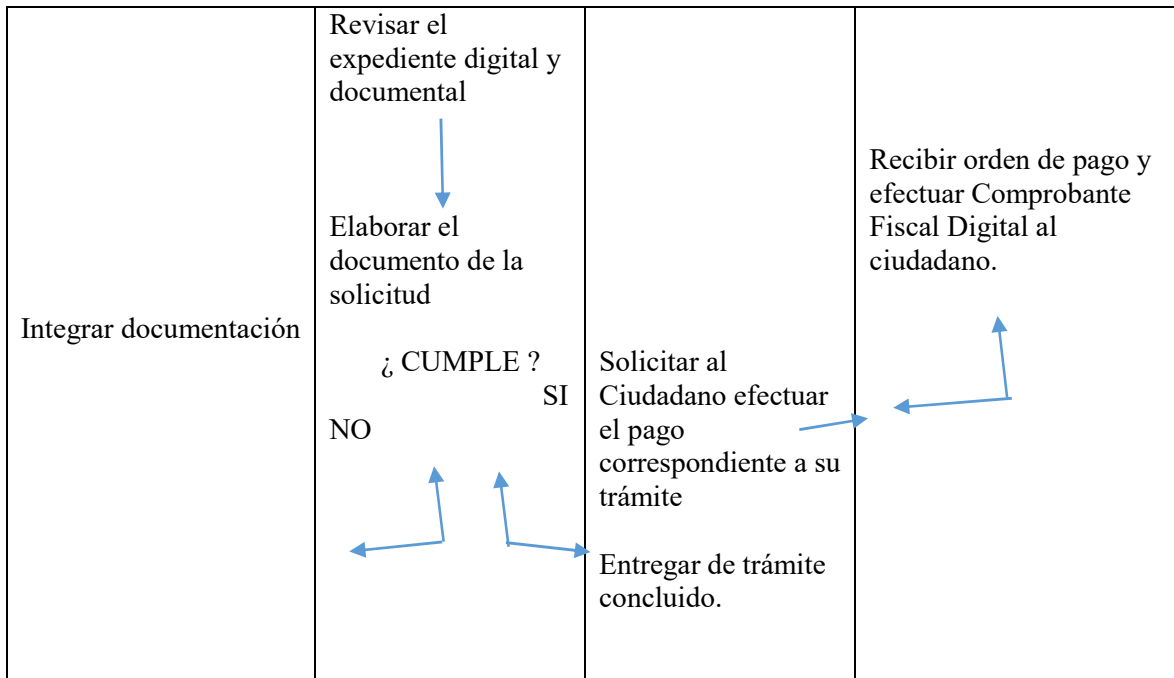 Integrar documentación
Revisar el
expediente digital y
documental
Elaborar el
documento de la
solicitud
¿ CUMPLE ?
SI
NO
Solicitar al
Ciudadano efectuar
el pago
correspondiente a su
trámite
Entregar de trámite
concluido.
Recibir orden de pago y
efectuar Comprobante
Fiscal Digital al
ciudadano.